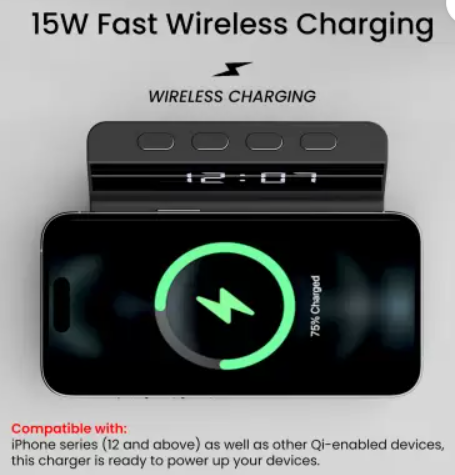 15W Fast Wireless Charging
WIRELESS CHARGING
12:07
75% Charged
Compatible with:
iPhone series (12 and above) as well as other Qi-enabled devices,
this charger is ready to power up your devices.